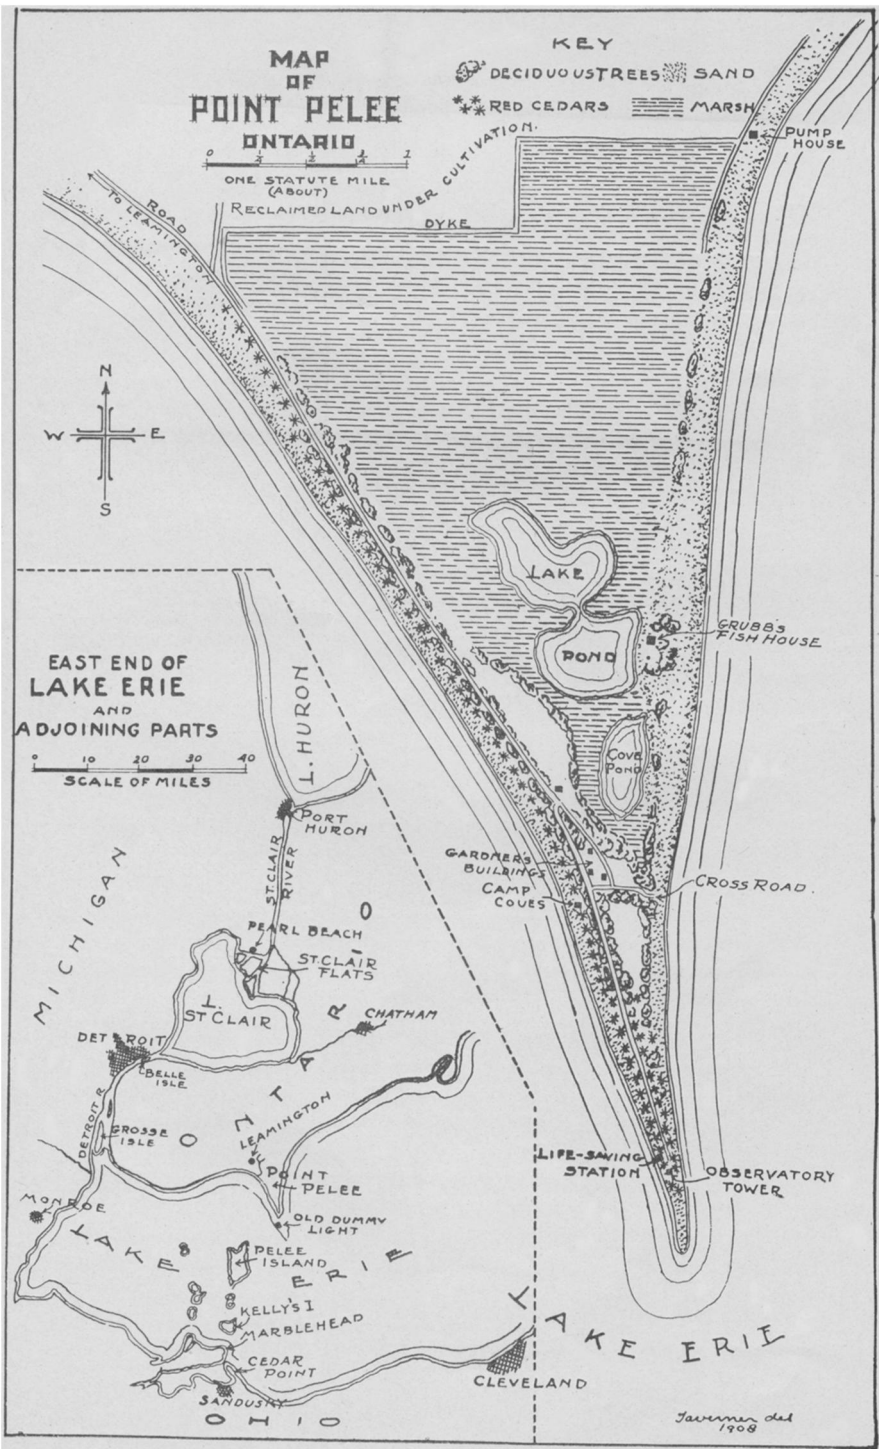 MAP
OF
POINT PELEE
ONTARIO
0 1/4 1/2 3/4 1
ONE STATUTE MILE
(ABOUT)
KEY
DECIDUOUS TREES
SAND
RED CEDARS
MARSH
PUMP
HOUSE
RECLAIMED LAND UNDER CULTIVATION.
DYKE
ROAD
TO LEAMINGTON
N
W E
S
LAKE
POND
GRUBB'S
FISH HOUSE
COVE
POND
GARDNER'S
BUILDINGS
CAMP
COUES
CROSS ROAD.
LIFE-SAVING
STATION
OBSERVATORY
TOWER
LAKE ERIE
Taverner del
1908
EAST END OF
LAKE ERIE
AND
ADJOINING PARTS
0 10 20 30 40
SCALE OF MILES
L. HURON
PORT
HURON
ST. CLAIR
RIVER
MICHIGAN
PEARL BEACH
ST. CLAIR
FLATS
L.
ST CLAIR
CHATHAM
DETROIT
BELLE
ISLE
DETROIT R.
GROSSE
ISLE
ONTARIO
LEAMINGTON
POINT
PELEE
MONROE
OLD DUMMY
LIGHT
LAKE ERIE
PELEE
ISLAND
KELLY'S I
MARBLEHEAD
CEDAR
POINT
SANDUSKY
CLEVELAND
OHIO